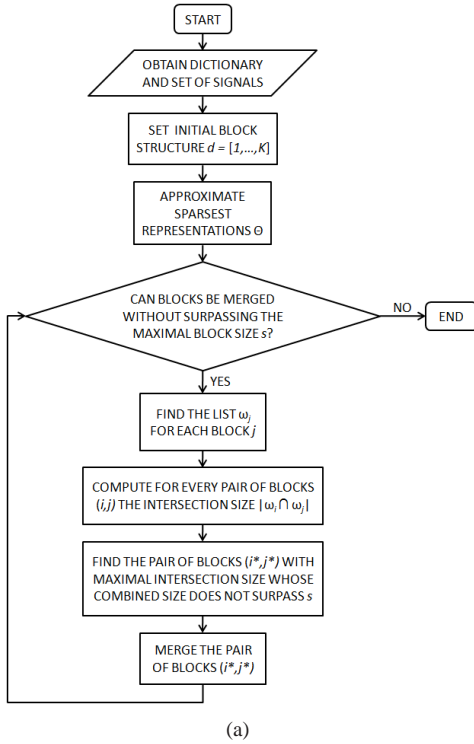 START
OBTAIN DICTIONARY
AND SET OF SIGNALS
SET INITIAL BLOCK
STRUCTURE d = [1,...,K]
APPROXIMATE
SPARSEST
REPRESENTATIONS Θ
CAN BLOCKS BE MERGED
WITHOUT SURPASSING THE
MAXIMAL BLOCK SIZE s?
NO
END
YES
FIND THE LIST ωj
FOR EACH BLOCK j
COMPUTE FOR EVERY PAIR OF BLOCKS
(i,j) THE INTERSECTION SIZE |ωi ∩ ωj|
FIND THE PAIR OF BLOCKS (i*,j*) WITH
MAXIMAL INTERSECTION SIZE WHOSE
COMBINED SIZE DOES NOT SURPASS s
MERGE THE PAIR
OF BLOCKS (i*,j*)
(a)